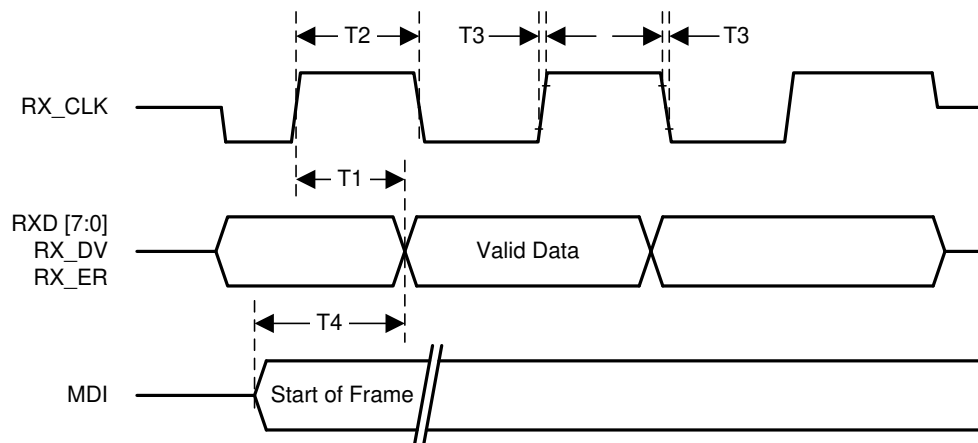 T2
T3
T3
RX_CLK
T1
RXD [7:0]
RX_DV
RX_ER
Valid Data
T4
MDI
Start of Frame